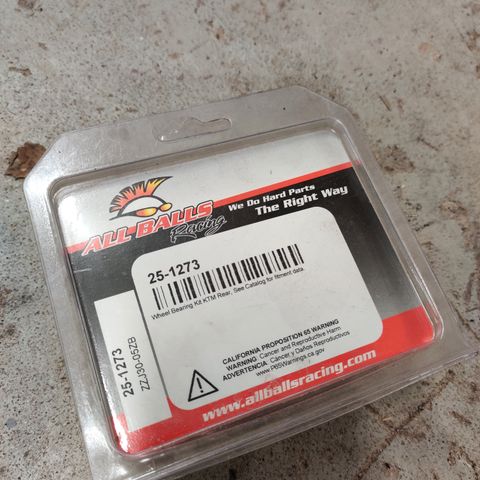 We Do Hard Parts
The Right Way
ALL BALLS
Racing
25-1273
Wheel Bearing Kit KTM Rear, See Catalog for fitment data.
CALIFORNIA PROPOSITION 65 WARNING
WARNING: Cancer and Reproductive Harm
ADVERTENCIA: Cáncer y Daños Reproductivos
www.P65Warnings.ca.gov
25-1273
ZZJ90-05ZB
www.allballsracing.com